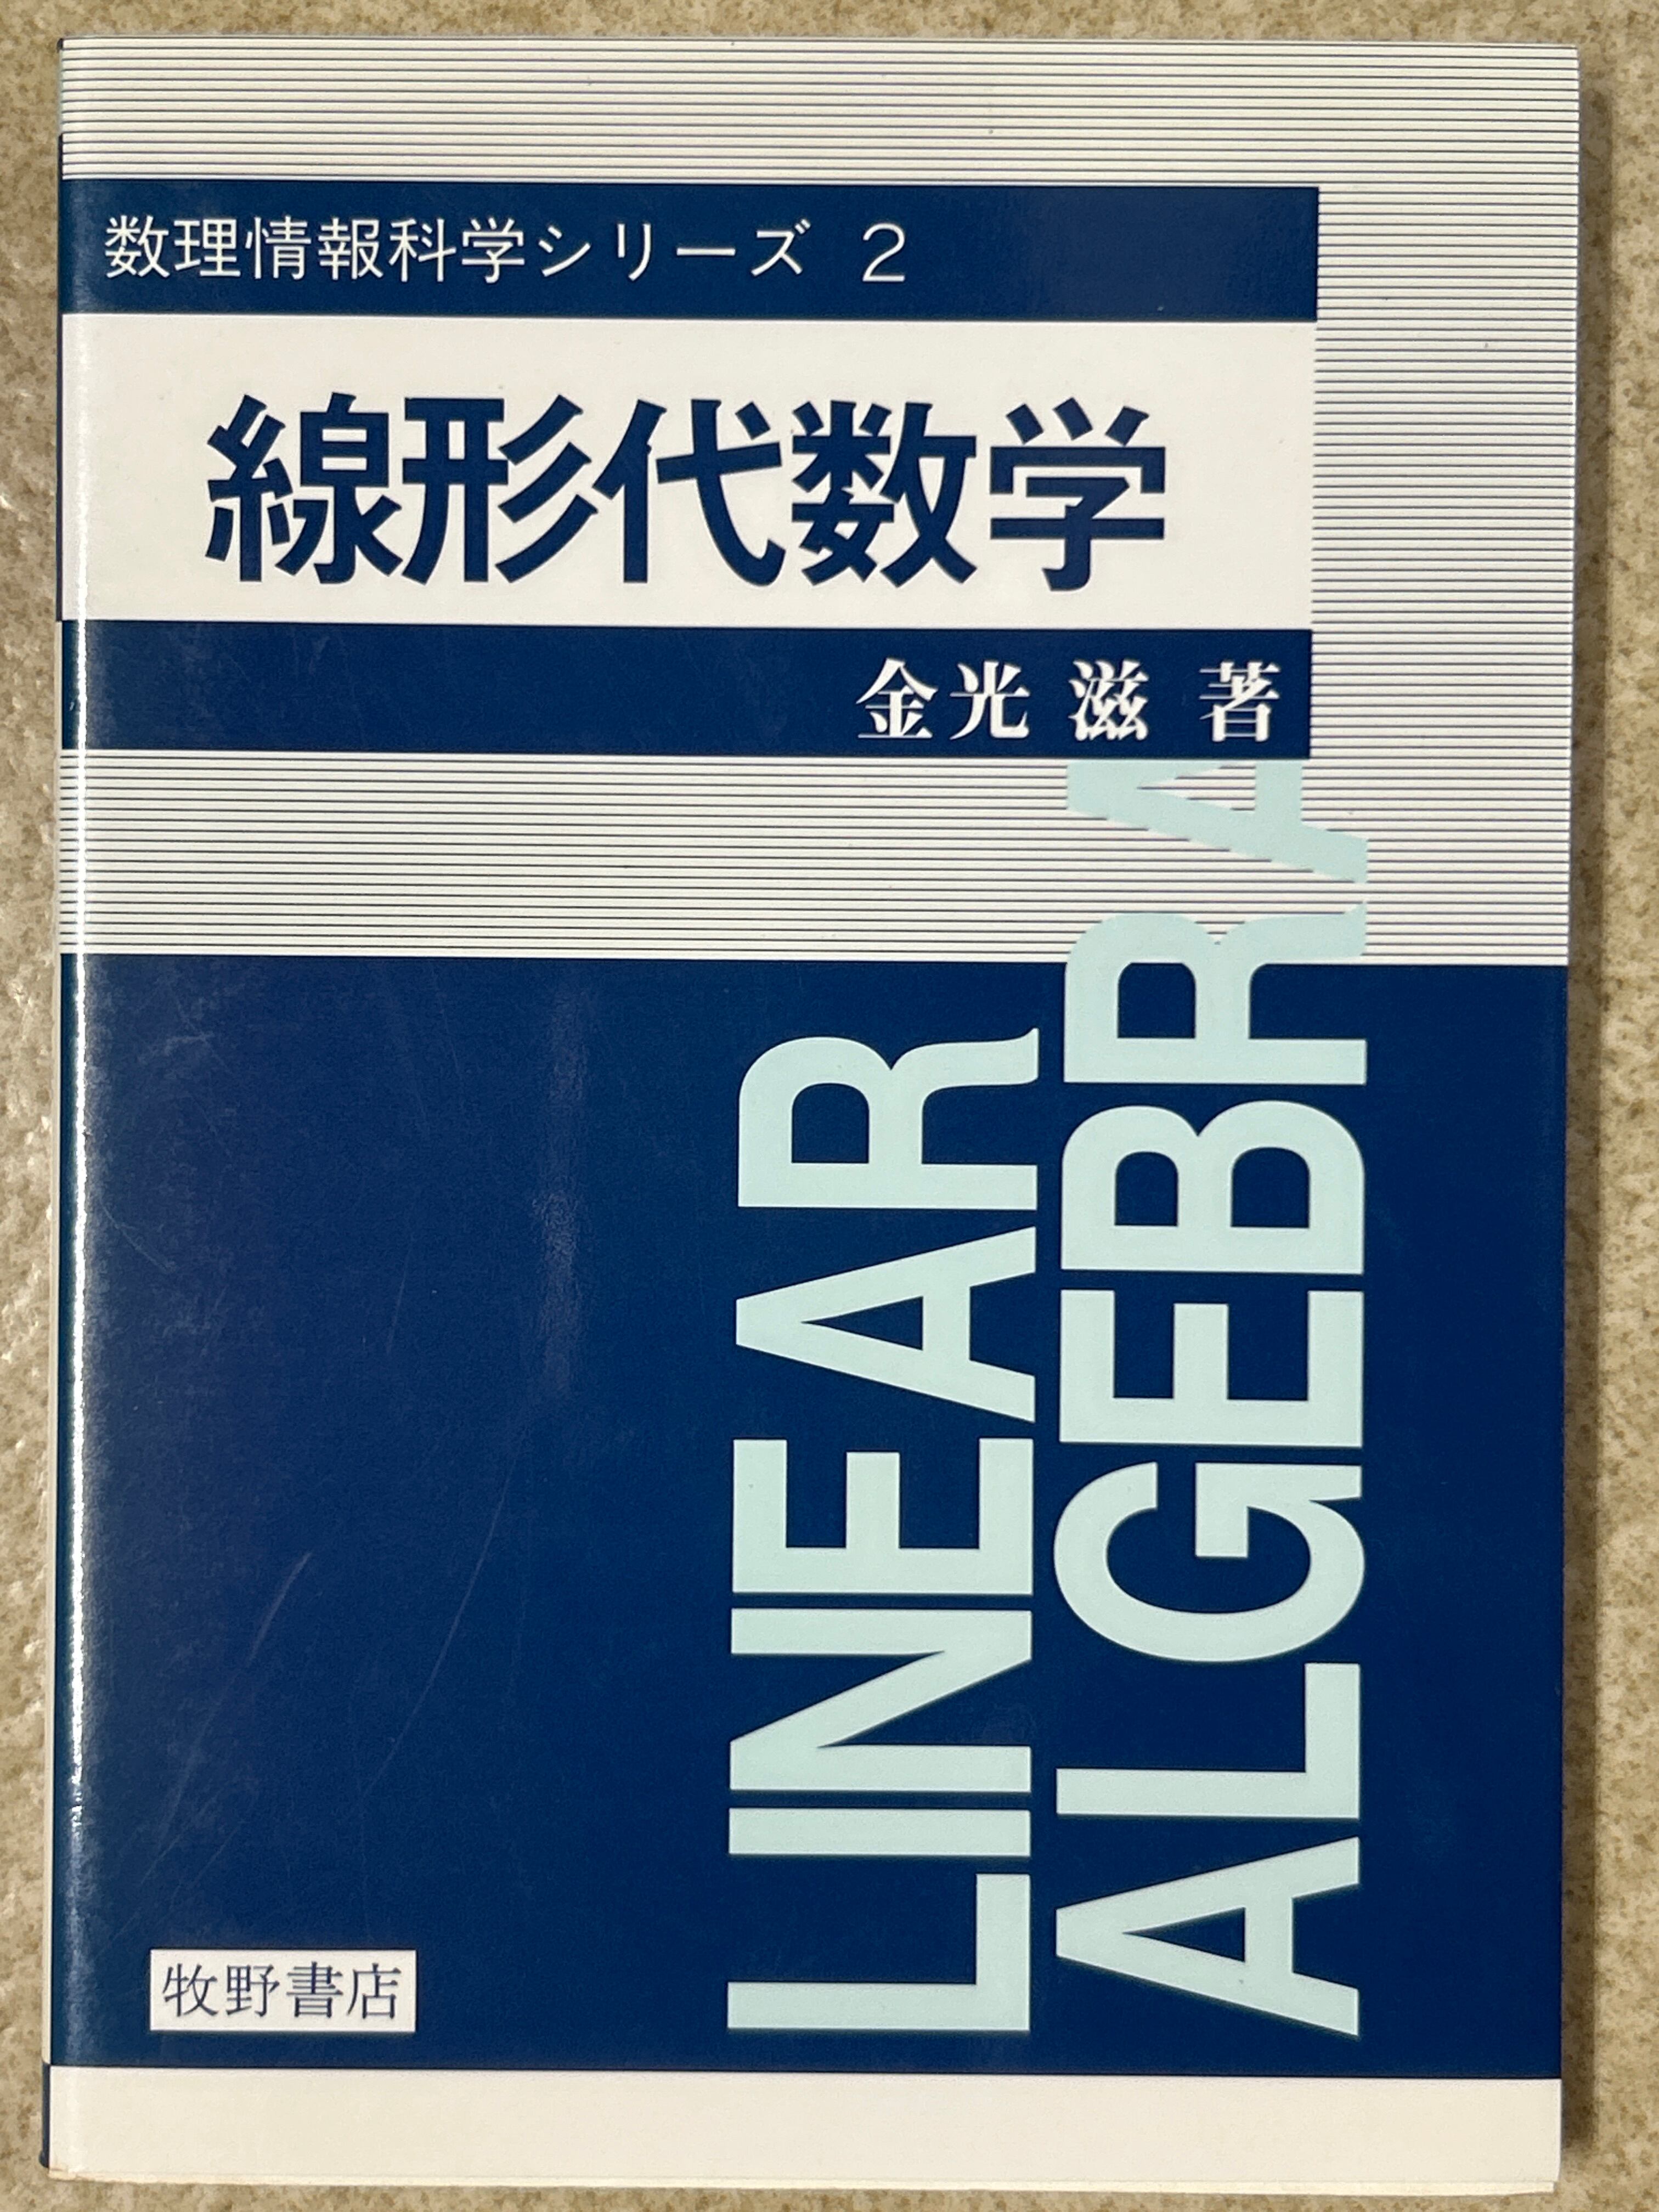 数理情報科学シリーズ 2
線形代数学
金光 滋 著
LINEAR
ALGEBRA
牧野書店